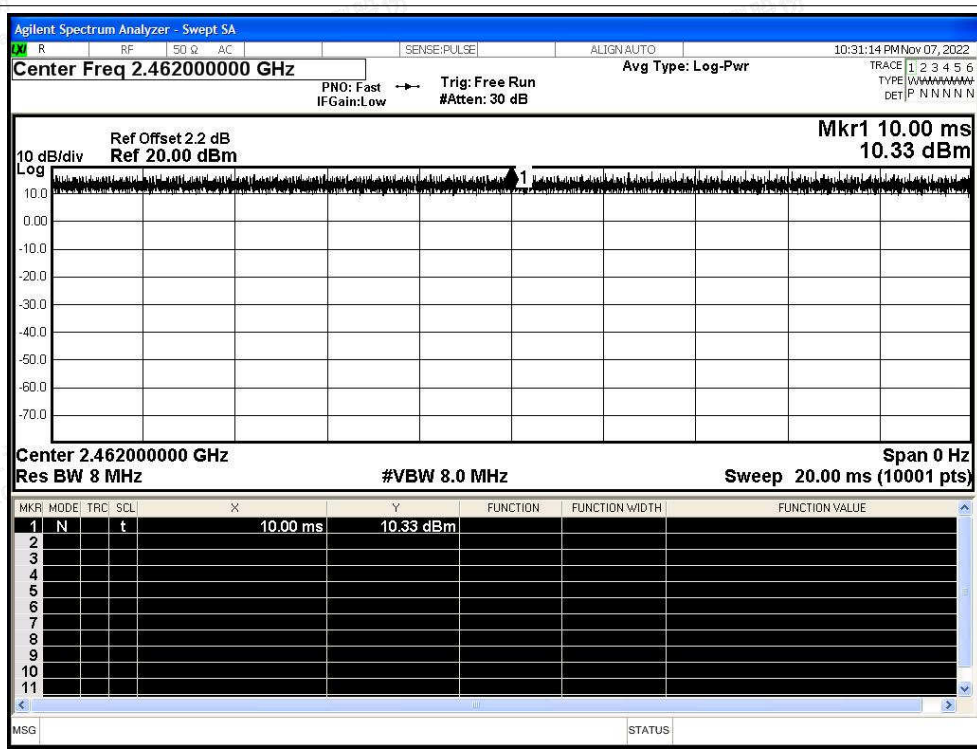 Agilent Spectrum Analyzer - Swept SA
LXI R RF 50 Ω AC SENSE:PULSE ALIGN AUTO 10:31:14 PM Nov 07, 2022
Center Freq 2.462000000 GHz Avg Type: Log-Pwr TRACE 1 2 3 4 5 6
PNO: Fast Trig: Free Run TYPE WWWWWW
IFGain:Low #Atten: 30 dB DET P N N N N N
Mkr1 10.00 ms
Ref Offset 2.2 dB
10 dB/div Ref 20.00 dBm 10.33 dBm
Log
1
10.0
0.00
-10.0
-20.0
-30.0
-40.0
-50.0
-60.0
-70.0
Center 2.462000000 GHz Span 0 Hz
Res BW 8 MHz #VBW 8.0 MHz Sweep 20.00 ms (10001 pts)
MKR MODE TRC SCL X Y FUNCTION FUNCTION WIDTH FUNCTION VALUE
1 N t 10.00 ms 10.33 dBm
2
3
4
5
6
7
8
9
10
11
MSG STATUS